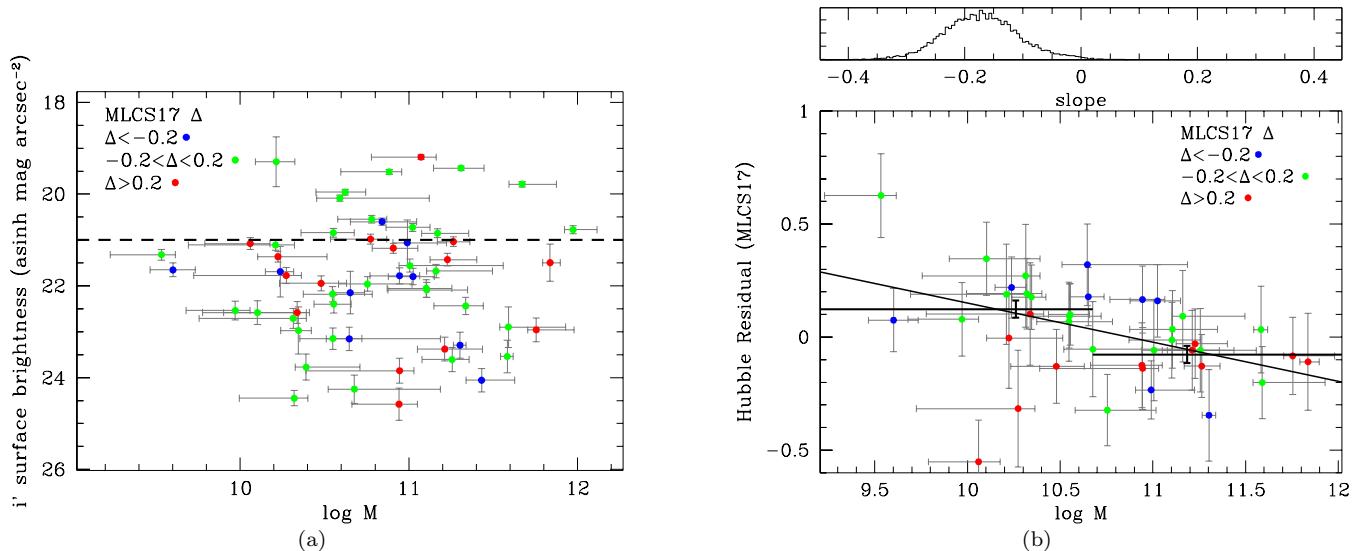 i' surface brightness (asinh mag arcsec⁻²)
18
20
22
24
26
MLCS17 Δ
Δ<−0.2
−0.2<Δ<0.2
Δ>0.2
10
11
12
log M
(a)
−0.4
−0.2
0
0.2
0.4
slope
Hubble Residual (MLCS17)
1
0.5
0
−0.5
MLCS17 Δ
Δ<−0.2
−0.2<Δ<0.2
Δ>0.2
9.5
10
10.5
11
11.5
12
log M
(b)